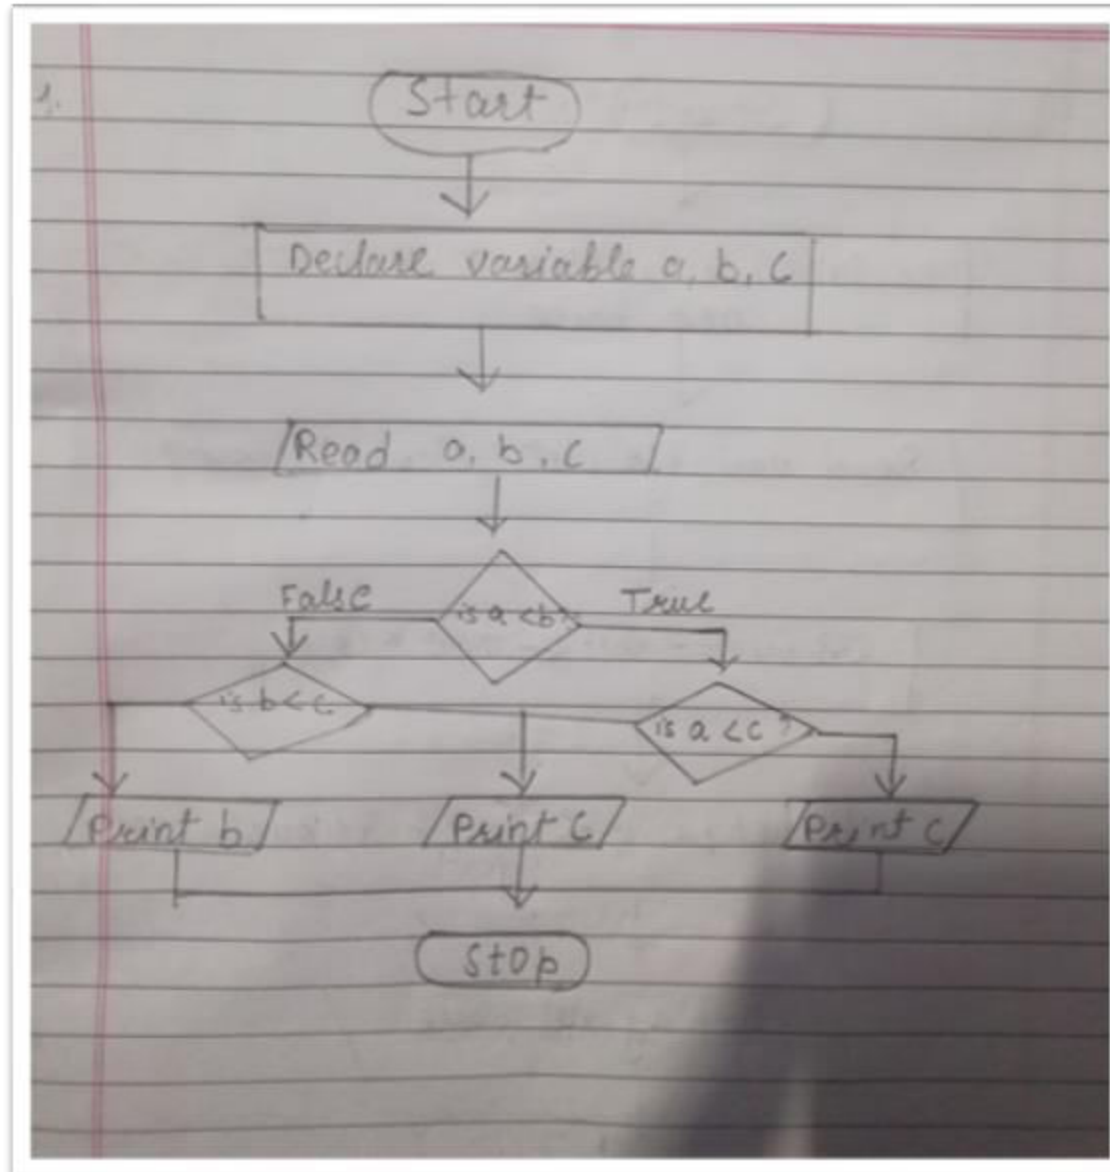 1.
Start
Declare variable a, b, c
Read a, b, c
is a < b?
False
True
is b < c
is a < c ?
Print b
Print c
Print c
Stop